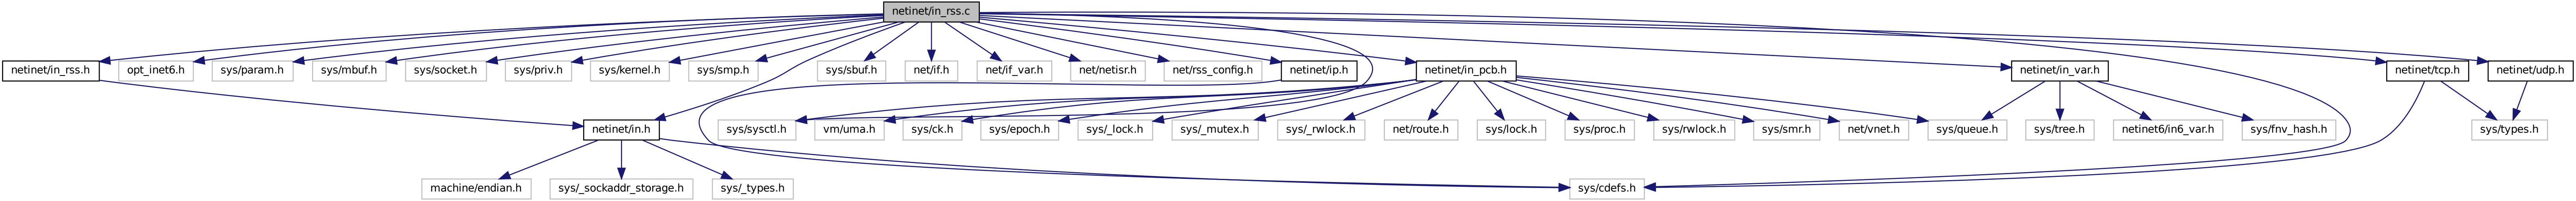 netinet/in_rss.c
netinet/in_rss.h
opt_inet6.h
sys/param.h
sys/mbuf.h
sys/socket.h
sys/priv.h
sys/kernel.h
sys/smp.h
sys/sbuf.h
net/if.h
net/if_var.h
net/netisr.h
net/rss_config.h
netinet/ip.h
netinet/in_pcb.h
netinet/in_var.h
netinet/tcp.h
netinet/udp.h
netinet/in.h
sys/sysctl.h
vm/uma.h
sys/ck.h
sys/epoch.h
sys/_lock.h
sys/_mutex.h
sys/_rwlock.h
net/route.h
sys/lock.h
sys/proc.h
sys/rwlock.h
sys/smr.h
net/vnet.h
sys/queue.h
sys/tree.h
netinet6/in6_var.h
sys/fnv_hash.h
sys/types.h
machine/endian.h
sys/_sockaddr_storage.h
sys/_types.h
sys/cdefs.h